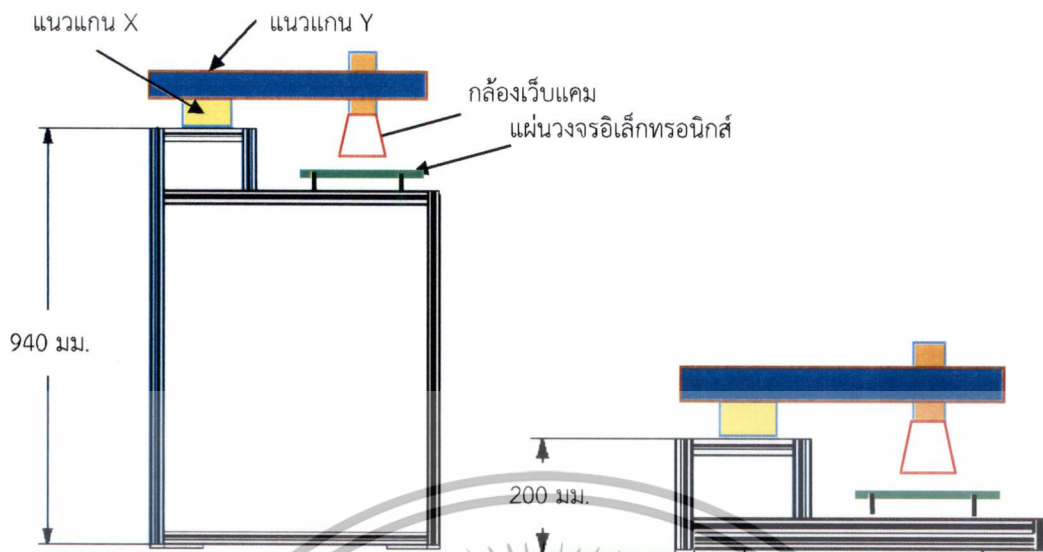 แนวแกน X
แนวแกน Y
กล้องเว็บแคม
แผ่นวงจรอิเล็กทรอนิกส์
940 มม.
200 มม.